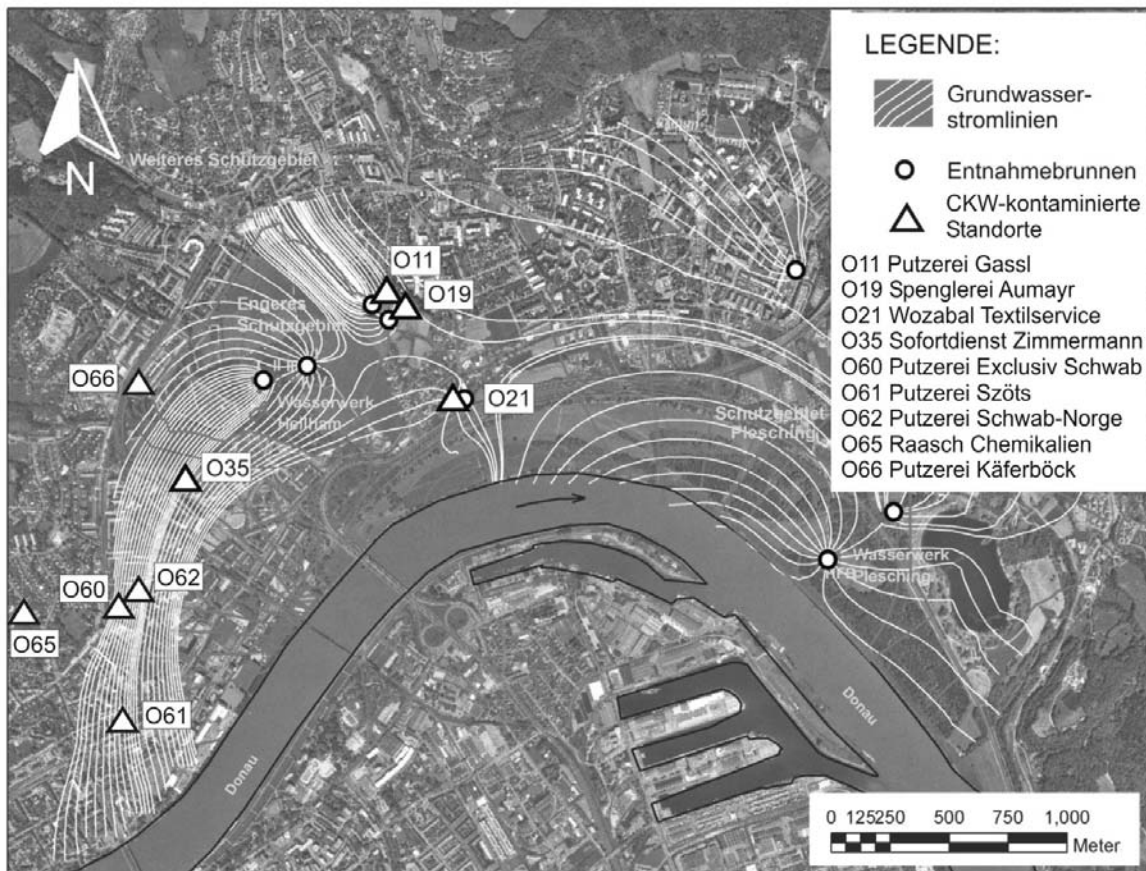 LEGENDE:
Grundwasser-
stromlinien
Entnahmebrunnen
CKW-kontaminierte
Standorte
O11 Putzerei Gassl
O19 Spenglerei Aumayr
O21 Wozabal Textilservice
O35 Sofortdienst Zimmermann
O60 Putzerei Exclusiv Schwab
O61 Putzerei Szöts
O62 Putzerei Schwab-Norge
O65 Raasch Chemikalien
O66 Putzerei Käferböck
N
Weiteres Schutzgebiet
O11
O19
Engeres
Schutzgebiet
O66
Wasserwerk
Heilham
O21
Schutzgebiet
Plesching
O35
Wasserwerk
Plesching
O62
O60
O65
O61
Donau
Donau
0 125250 500 750 1,000
Meter